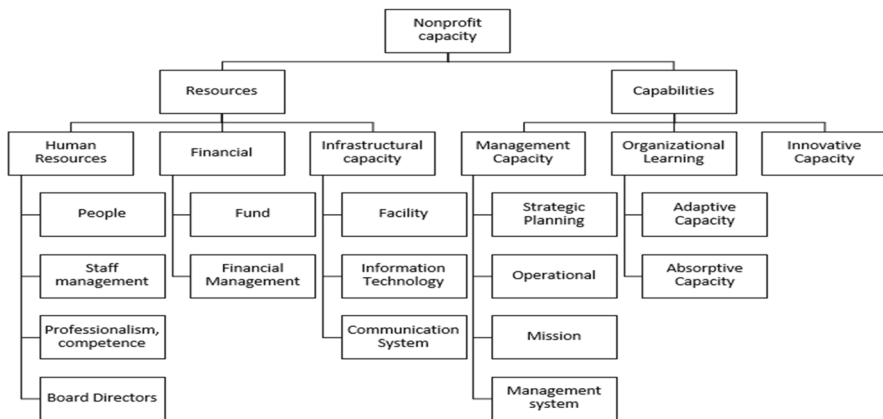 Nonprofit
capacity
Resources
Capabilities
Human
Resources
Financial
Infrastructural
capacity
Management
Capacity
Organizational
Learning
Innovative
Capacity
People
Fund
Facility
Strategic
Planning
Adaptive
Capacity
Staff
management
Financial
Management
Information
Technology
Operational
Absorptive
Capacity
Professionalism,
competence
Communication
System
Mission
Board Directors
Management
system